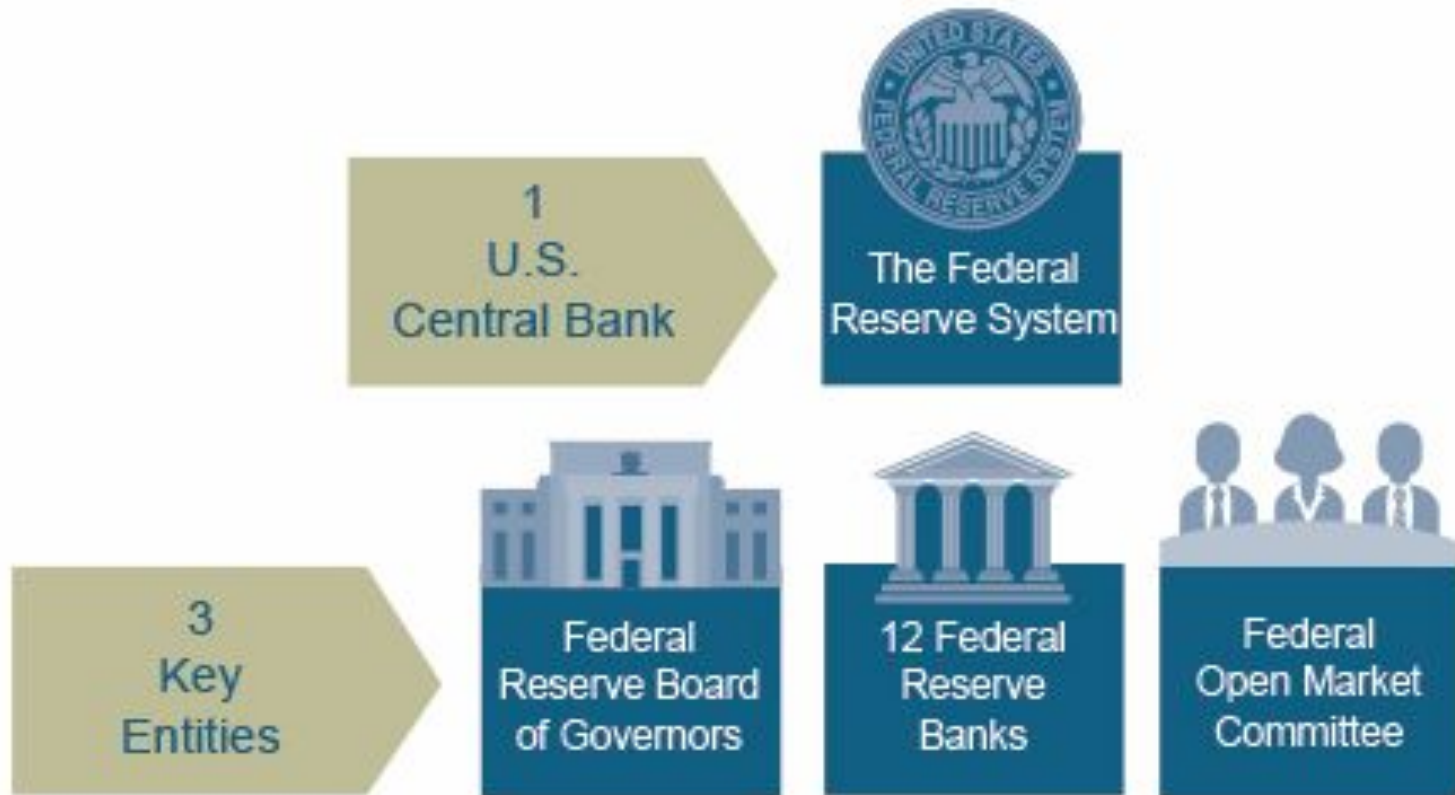 UNITED STATES
FEDERAL RESERVE SYSTEM
1
U.S.
Central Bank
The Federal
Reserve System
3
Key
Entities
Federal
Reserve Board
of Governors
12 Federal
Reserve
Banks
Federal
Open Market
Committee